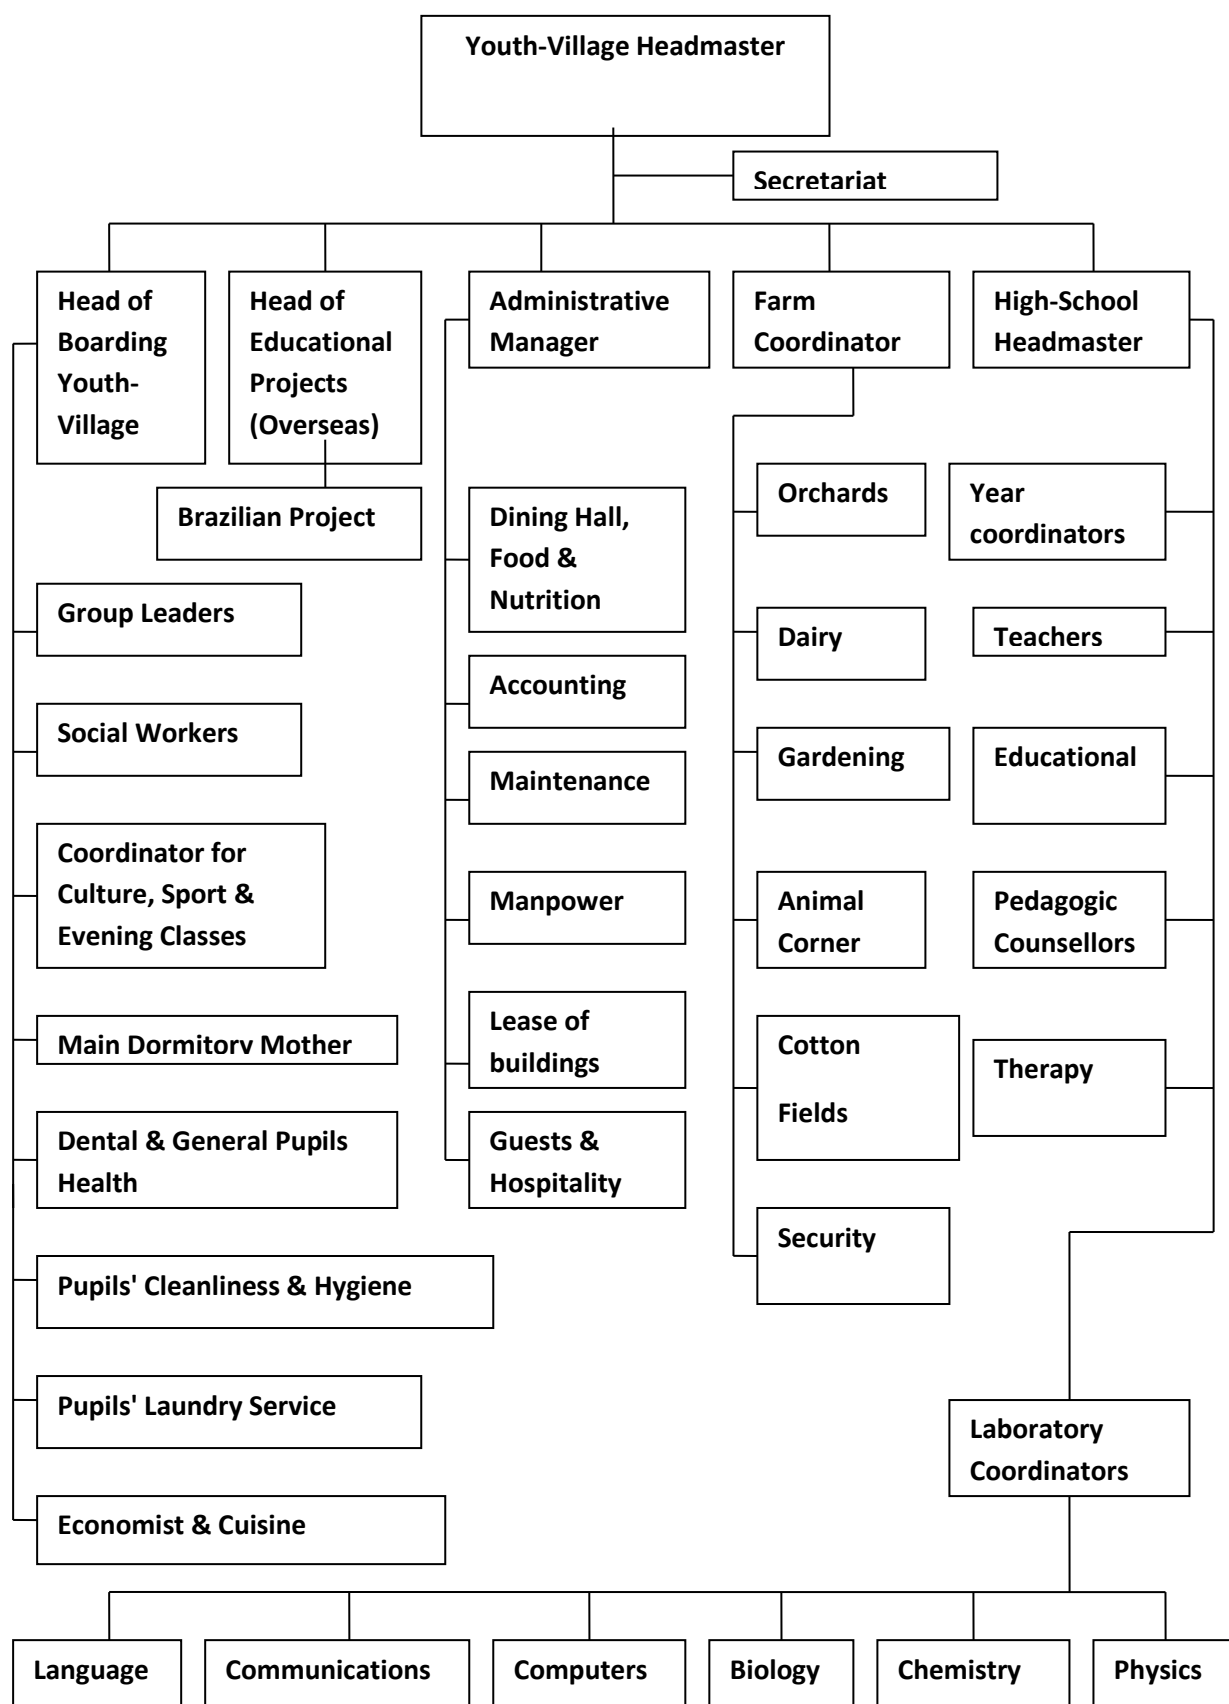 Youth-Village Headmaster
Secretariat
Head of
Boarding
Youth-
Village
Head of
Educational
Projects
(Overseas)
Administrative
Manager
Farm
Coordinator
High-School
Headmaster
Brazilian Project
Group Leaders
Social Workers
Coordinator for
Culture, Sport &
Evening Classes
Main Dormitory Mother
Dental & General Pupils
Health
Pupils' Cleanliness & Hygiene
Pupils' Laundry Service
Economist & Cuisine
Dining Hall,
Food &
Nutrition
Accounting
Maintenance
Manpower
Lease of
buildings
Guests &
Hospitality
Orchards
Dairy
Gardening
Animal
Corner
Cotton
Fields
Security
Year
coordinators
Teachers
Educational
Pedagogic
Counsellors
Therapy
Laboratory
Coordinators
Language
Communications
Computers
Biology
Chemistry
Physics